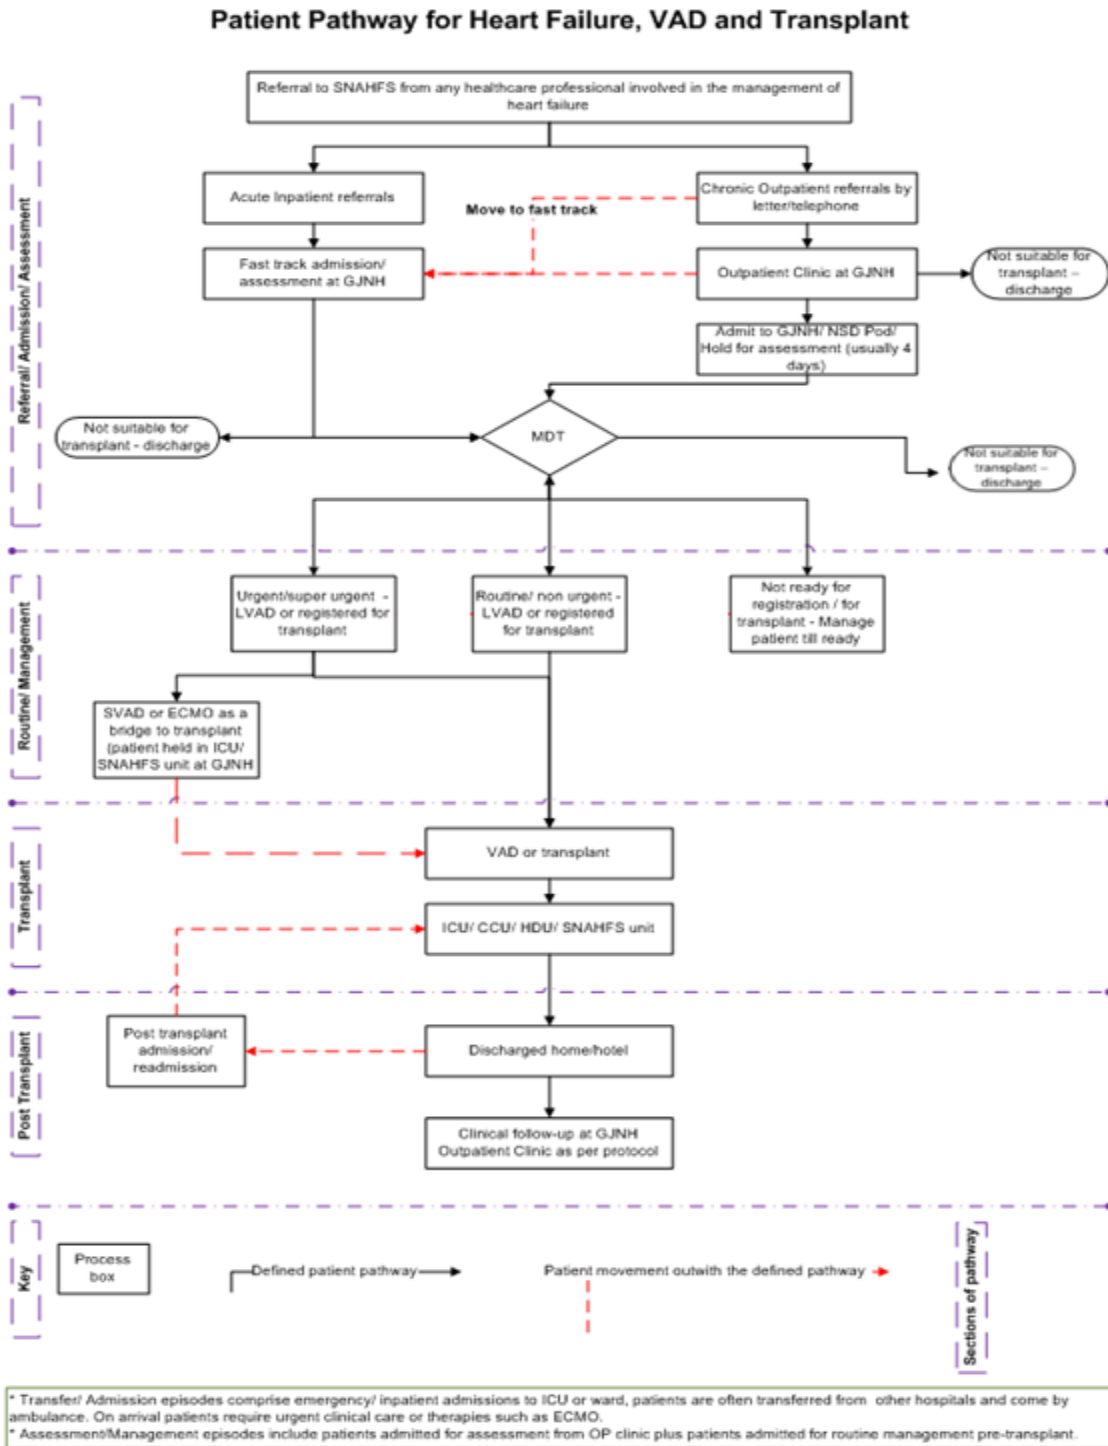 Patient Pathway for Heart Failure, VAD and Transplant
Referral to SNAHFS from any healthcare professional involved in the management of
heart failure
Acute Inpatient referrals
Chronic Outpatient referrals by
letter/telephone
Move to fast track
Fast track admission/
assessment at GJNH
Outpatient Clinic at GJNH
Not suitable for
transplant –
discharge
Admit to GJNH/ NSD Pod/
Hold for assessment (usually 4
days)
Referral/ Admission/ Assessment
Not suitable for
transplant - discharge
MDT
Not suitable for
transplant –
discharge
Urgent/super urgent -
LVAD or registered for
transplant
Routine/ non urgent -
LVAD or registered
for transplant
Not ready for
registration / for
transplant - Manage
patient till ready
Routine/ Management
SVAD or ECMO as a
bridge to transplant
(patient held in ICU/
SNAHFS unit at GJNH
VAD or transplant
Transplant
ICU/ CCU/ HDU/ SNAHFS unit
Post transplant
admission/
readmission
Discharged home/hotel
Post Transplant
Clinical follow-up at GJNH
Outpatient Clinic as per protocol
Key
Process
box
Defined patient pathway
Patient movement outwith the defined pathway
Sections of pathway
* Transfer/ Admission episodes comprise emergency/ inpatient admissions to ICU or ward, patients are often transferred from other hospitals and come by
ambulance. On arrival patients require urgent clinical care or therapies such as ECMO.
* Assessment/Management episodes include patients admitted for assessment from OP clinic plus patients admitted for routine management pre-transplant.